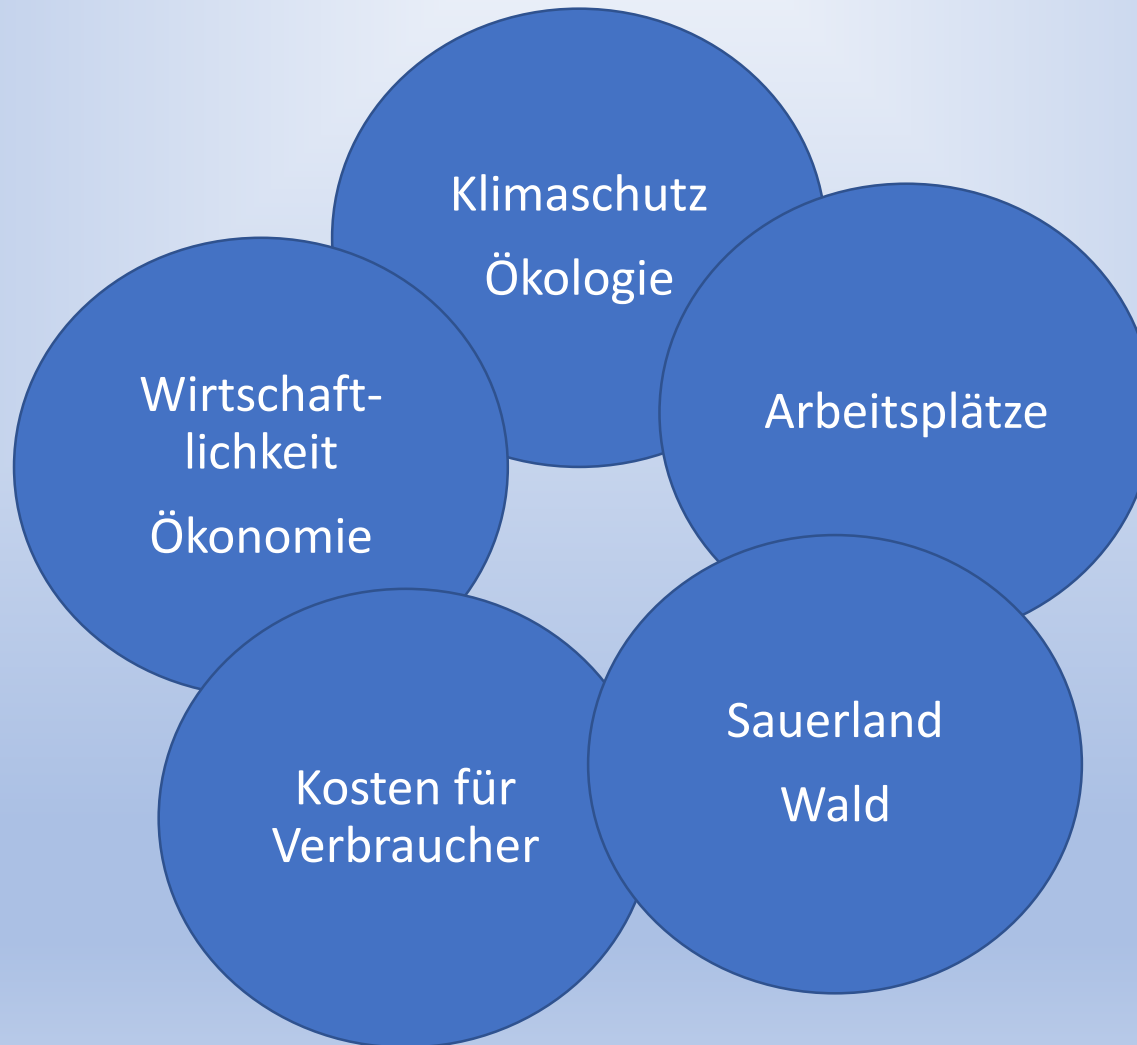 Klimaschutz
Ökologie
Wirtschaft-
lichkeit
Ökonomie
Arbeitsplätze
Kosten für
Verbraucher
Sauerland
Wald